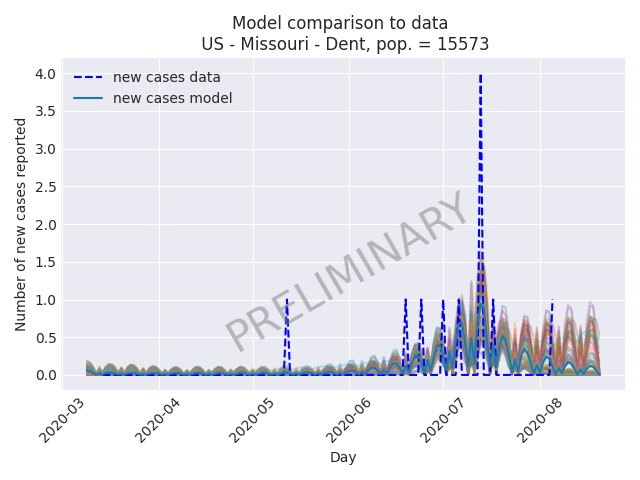 Model comparison to data
US - Missouri - Dent, pop. = 15573
new cases data
new cases model
Number of new cases reported
4.0
3.5
3.0
2.5
2.0
1.5
1.0
0.5
0.0
PRELIMINARY
2020-03
2020-04
2020-05
2020-06
2020-07
2020-08
Day